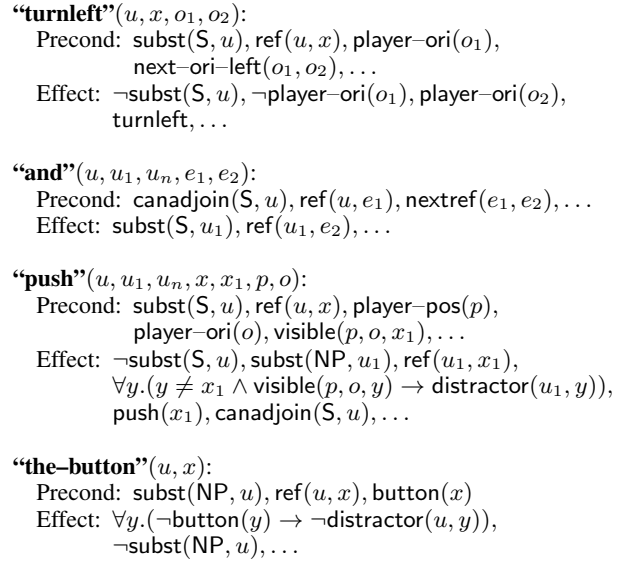 “turnleft”(u, x, o₁, o₂):
Precond: subst(S, u), ref(u, x), player–ori(o₁),
next–ori–left(o₁, o₂), . . .
Effect: ¬subst(S, u), ¬player–ori(o₁), player–ori(o₂),
turnleft, . . .
“and”(u, u₁, uₙ, e₁, e₂):
Precond: canadjoin(S, u), ref(u, e₁), nextref(e₁, e₂), . . .
Effect: subst(S, u₁), ref(u₁, e₂), . . .
“push”(u, u₁, uₙ, x, x₁, p, o):
Precond: subst(S, u), ref(u, x), player–pos(p),
player–ori(o), visible(p, o, x₁), . . .
Effect: ¬subst(S, u), subst(NP, u₁), ref(u₁, x₁),
∀y.(y ≠ x₁ ∧ visible(p, o, y) → distractor(u₁, y)),
push(x₁), canadjoin(S, u), . . .
“the–button”(u, x):
Precond: subst(NP, u), ref(u, x), button(x)
Effect: ∀y.(¬button(y) → ¬distractor(u, y)),
¬subst(NP, u), . . .